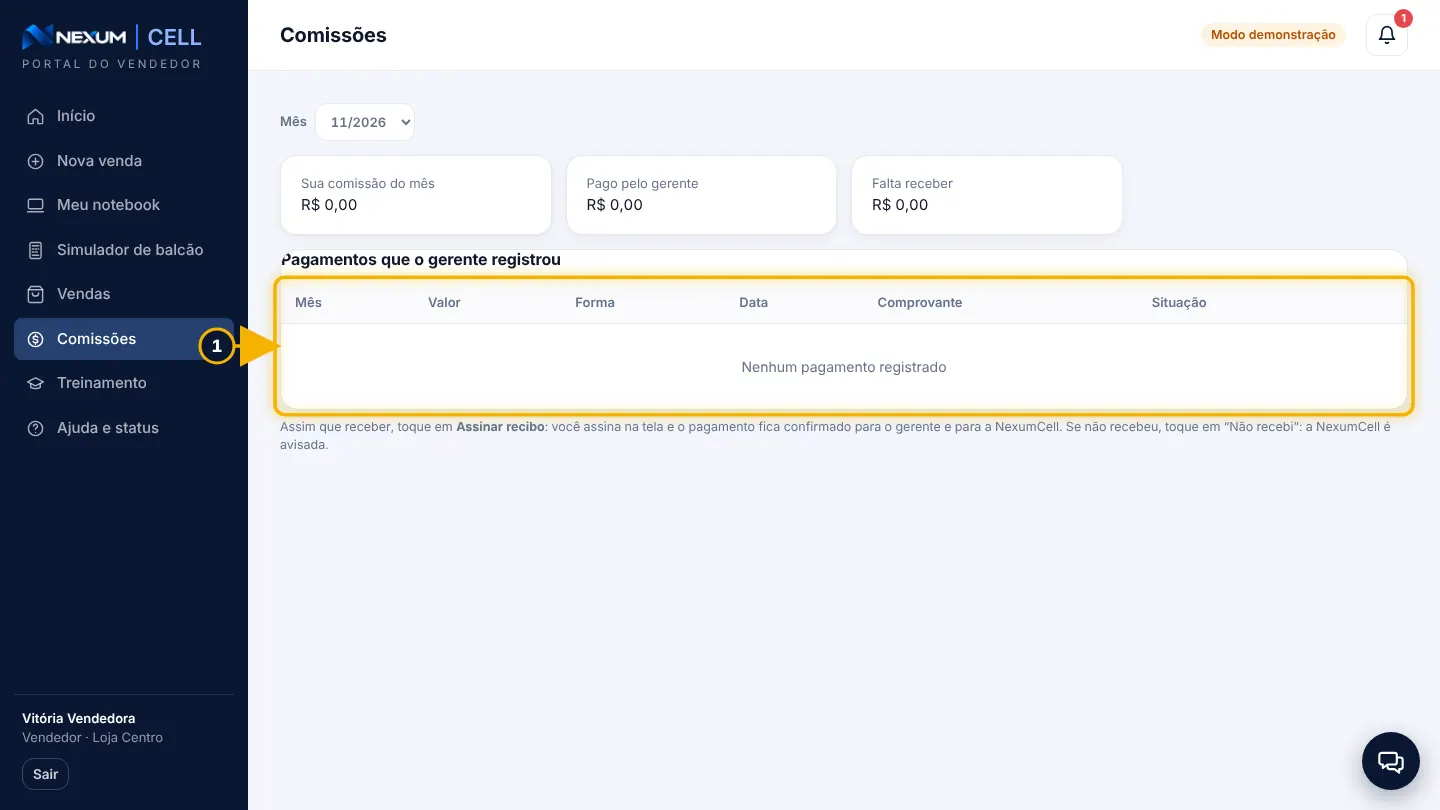 NEXUM | CELL
PORTAL DO VENDEDOR
Início
Nova venda
Meu notebook
Simulador de balcão
Vendas
Comissões
Treinamento
Ajuda e status
Vitória Vendedora
Vendedor · Loja Centro
Sair
Comissões
Modo demonstração
1
Mês 11/2026
Sua comissão do mês
R$ 0,00
Pago pelo gerente
R$ 0,00
Falta receber
R$ 0,00
Pagamentos que o gerente registrou
1
Mês Valor Forma Data Comprovante Situação
Nenhum pagamento registrado
Assim que receber, toque em Assinar recibo: você assina na tela e o pagamento fica confirmado para o gerente e para a NexumCell. Se não recebeu, toque em “Não recebi”: a NexumCell é
avisada.